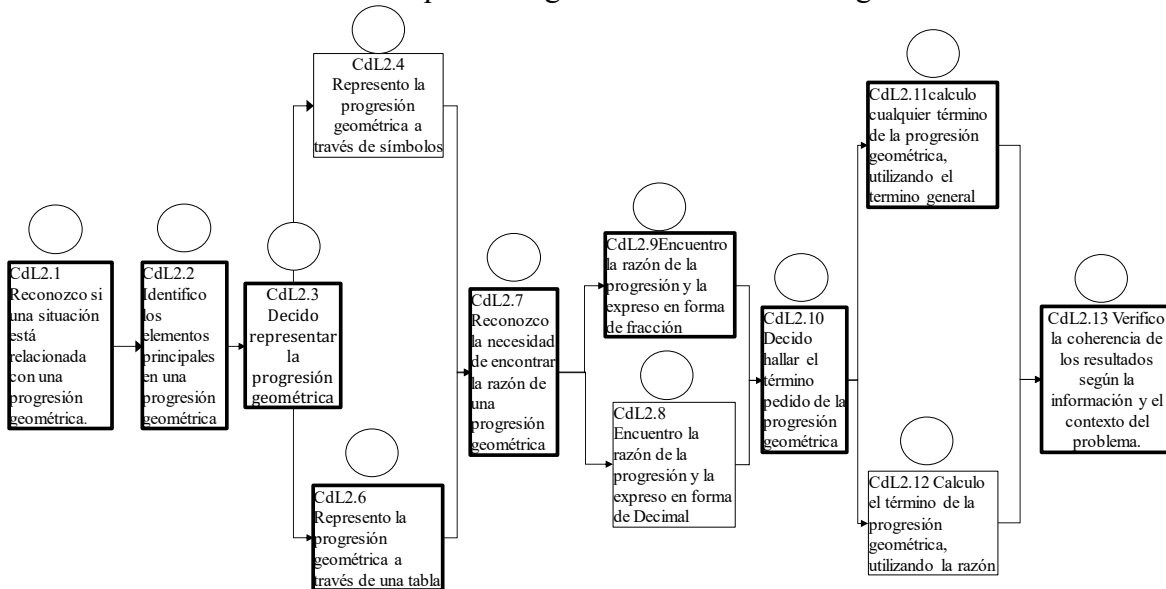 CdL2.4
Represento la
progresión
geométrica a
través de símbolos
CdL2.11calculo
cualquier término
de la progresión
geométrica,
utilizando el
termino general
CdL2.1
Reconozco si
una situación
está
relacionada
con una
progresión
geométrica.
CdL2.2
Identifico
los
elementos
principales
en una
progresión
geométrica
CdL2.3
Decido
representar
la
progresión
geométrica
CdL2.7
Reconozco
la necesidad
de encontrar
la razón de
una
progresión
geométrica
CdL2.9Encuentro
la razón de la
progresión y la
expreso en forma
de fracción
CdL2.10
Decido
hallar el
término
pedido de la
progresión
geométrica
CdL2.13 Verifico
la coherencia de
los resultados
según la
información y el
contexto del
problema.
CdL2.8
Encuentro la
razón de la
progresión y la
expreso en forma
de Decimal
CdL2.6
Represento la
progresión
geométrica a
través de una tabla
CdL2.12 Calculo
el término de la
progresión
geométrica,
utilizando la razón